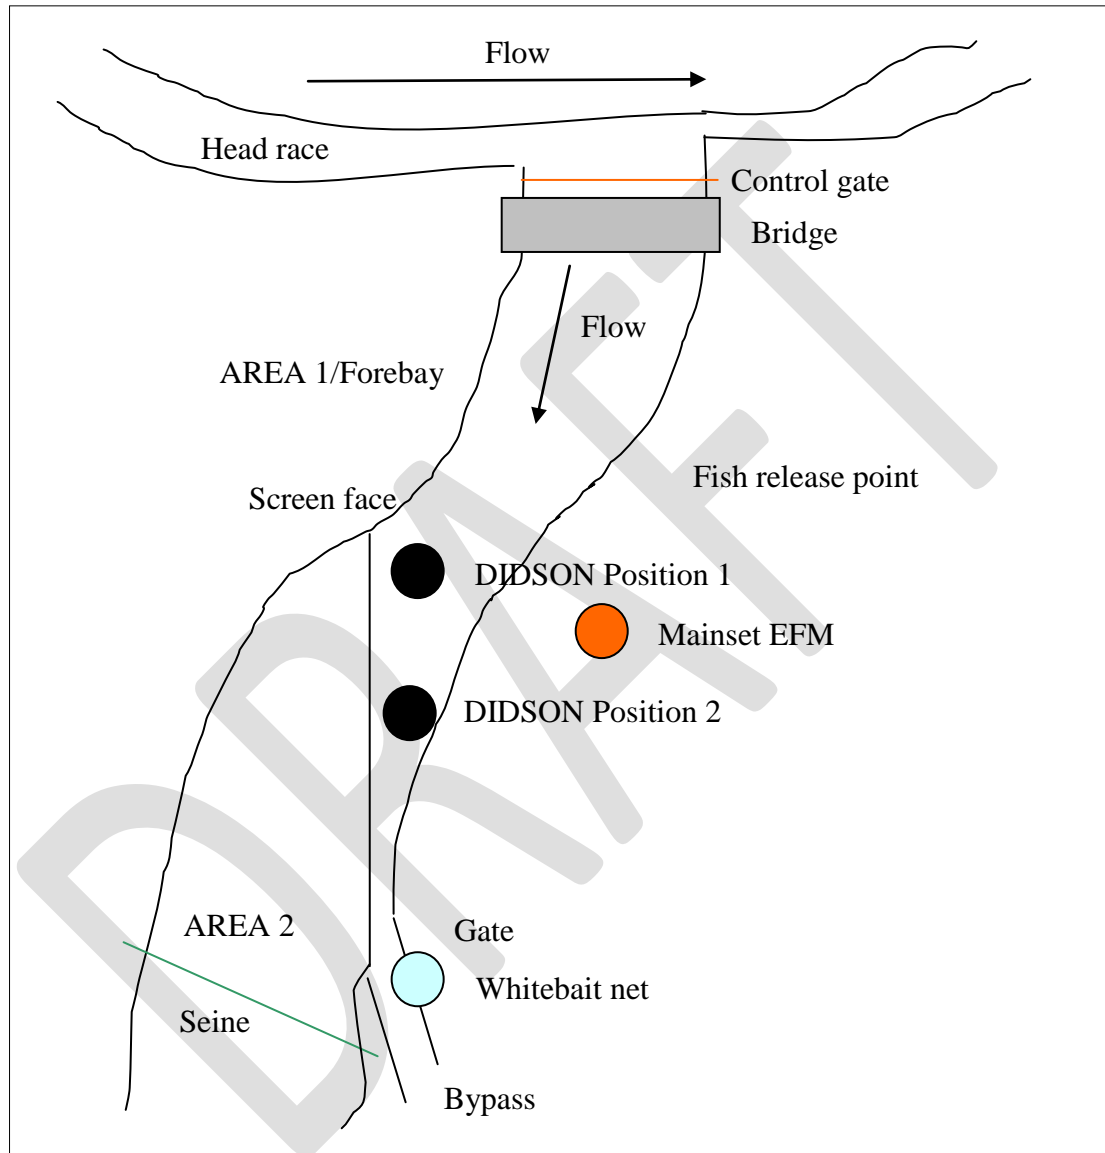 Flow
Head race
Control gate
Bridge
Flow
AREA 1/Forebay
Fish release point
Screen face
DIDSON Position 1
Mainset EFM
DIDSON Position 2
AREA 2
Gate
Whitebait net
Seine
Bypass
DRAFT